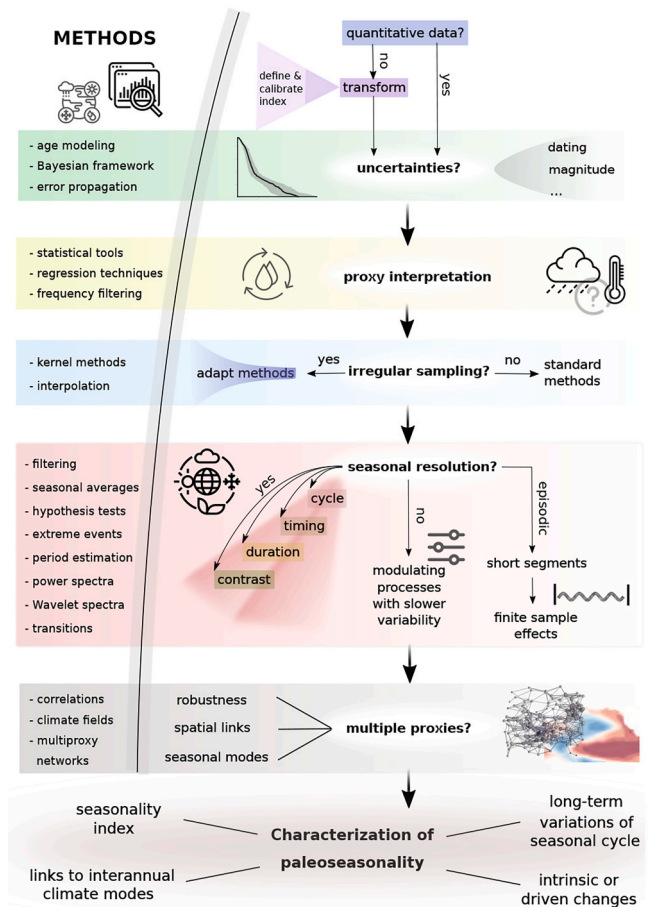 METHODS
quantitative data?
no
yes
define &
calibrate
index
transform
- age modeling
- Bayesian framework
- error propagation
uncertainties?
dating
magnitude
...
- statistical tools
- regression techniques
- frequency filtering
proxy interpretation
?
- kernel methods
- interpolation
adapt methods
yes
irregular sampling?
no
standard
methods
- filtering
- seasonal averages
- hypothesis tests
- extreme events
- period estimation
- power spectra
- Wavelet spectra
- transitions
seasonal resolution?
yes
cycle
timing
duration
contrast
no
modulating
processes
with slower
variability
episodic
short segments
finite sample
effects
- correlations
- climate fields
- multiproxy
networks
robustness
spatial links
seasonal modes
multiple proxies?
seasonality
index
links to interannual
climate modes
Characterization of
paleoseasonality
long-term
variations of
seasonal cycle
intrinsic or
driven changes